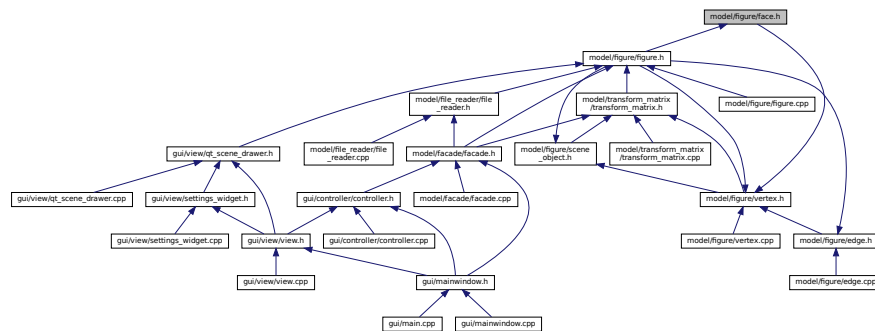 model/figure/face.h
model/figure/figure.h
model/file_reader/file
_reader.h
model/transform_matrix
/transform_matrix.h
model/figure/figure.cpp
model/file_reader/file
_reader.cpp
gui/view/qt_scene_drawer.h
model/facade/facade.h
model/figure/scene
_object.h
model/transform_matrix
/transform_matrix.cpp
gui/view/qt_scene_drawer.cpp
gui/view/settings_widget.h
gui/controller/controller.h
model/facade/facade.cpp
model/figure/vertex.h
gui/view/settings_widget.cpp
gui/view/view.h
gui/controller/controller.cpp
model/figure/vertex.cpp
model/figure/edge.h
gui/view/view.cpp
gui/mainwindow.h
model/figure/edge.cpp
gui/main.cpp
gui/mainwindow.cpp